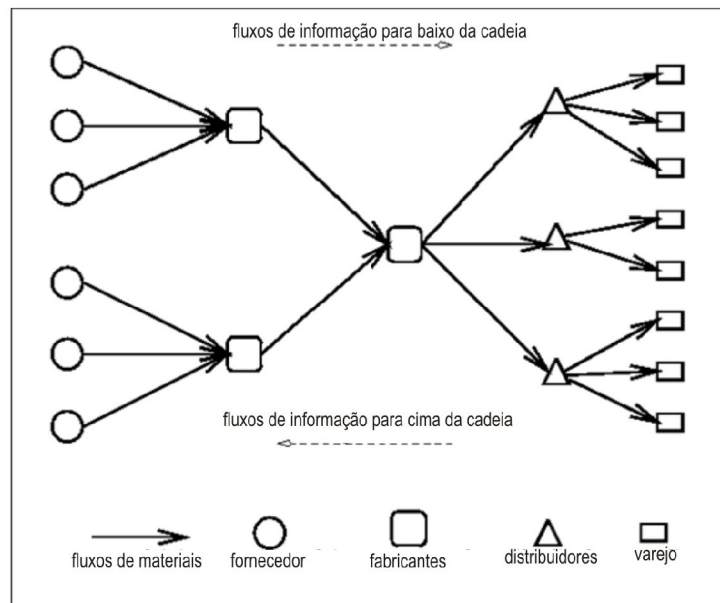 fluxos de informação para baixo da cadeia
fluxos de informação para cima da cadeia
fluxos de materiais
fornecedor
fabricantes
distribuidores
varejo